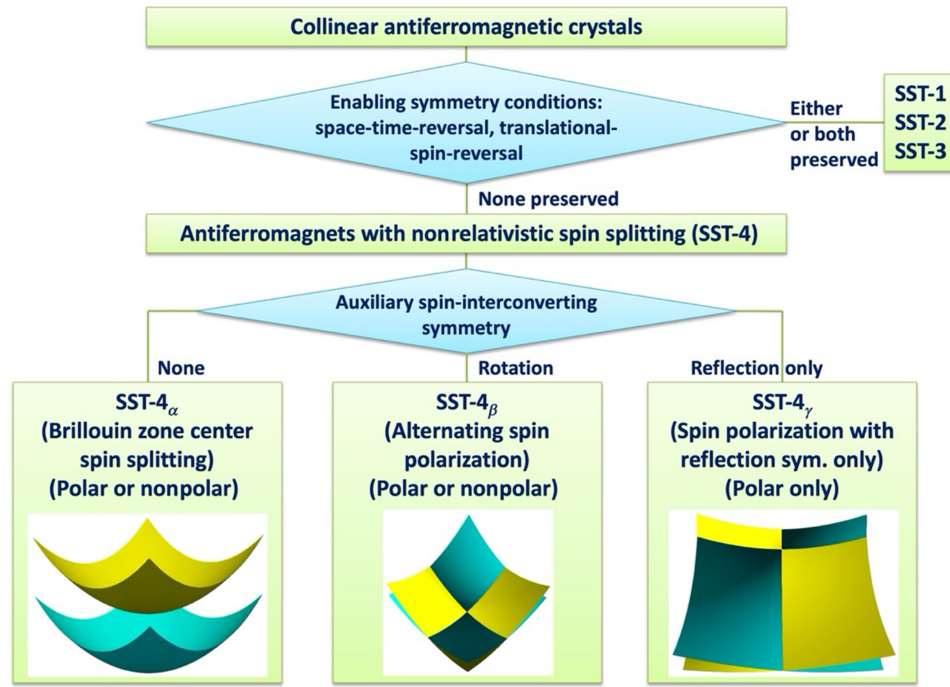 Collinear antiferromagnetic crystals
Enabling symmetry conditions:
space-time-reversal, translational-
spin-reversal
Either
or both
preserved
SST-1
SST-2
SST-3
None preserved
Antiferromagnets with nonrelativistic spin splitting (SST-4)
Auxiliary spin-interconverting
symmetry
None
Rotation
Reflection only
SST-4α
(Brillouin zone center
spin splitting)
(Polar or nonpolar)
SST-4β
(Alternating spin
polarization)
(Polar or nonpolar)
SST-4γ
(Spin polarization with
reflection sym. only)
(Polar only)